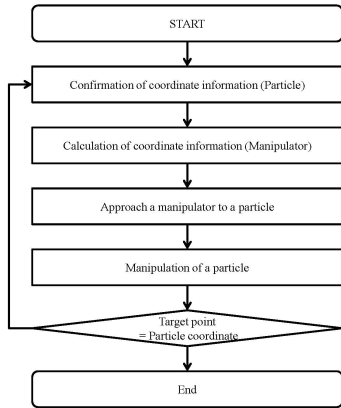 START
Confirmation of coordinate information (Particle)
Calculation of coordinate information (Manipulator)
Approach a manipulator to a particle
Manipulation of a particle
Target point
= Particle coordinate
End